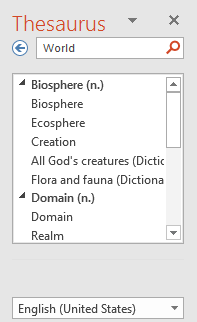 Thesaurus
World
Biosphere (n.)
Biosphere
Ecosphere
Creation
All God's creatures (Dictic
Flora and fauna (Dictiona
Domain (n.)
Domain
Realm
English (United States)